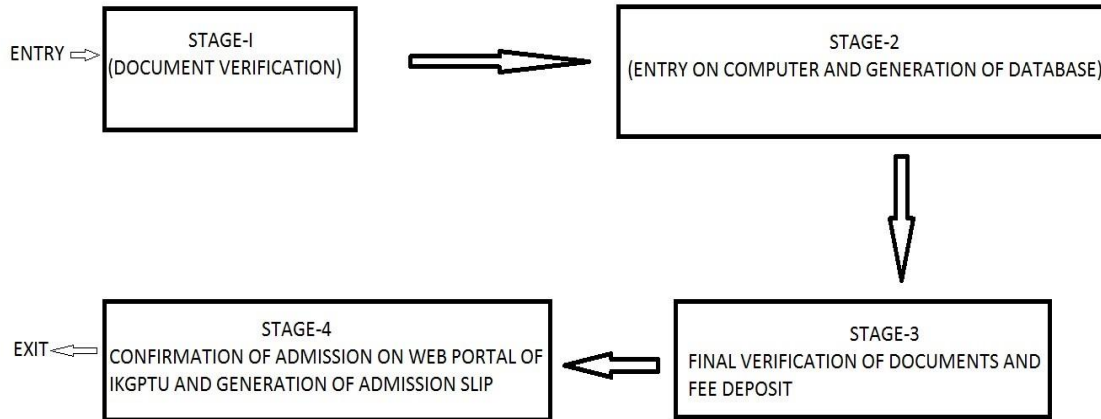 ENTRY
STAGE-I
(DOCUMENT VERIFICATION)
STAGE-2
(ENTRY ON COMPUTER AND GENERATION OF DATABASE)
STAGE-3
FINAL VERIFICATION OF DOCUMENTS AND
FEE DEPOSIT
STAGE-4
CONFIRMATION OF ADMISSION ON WEB PORTAL OF
IKGPTU AND GENERATION OF ADMISSION SLIP
EXIT